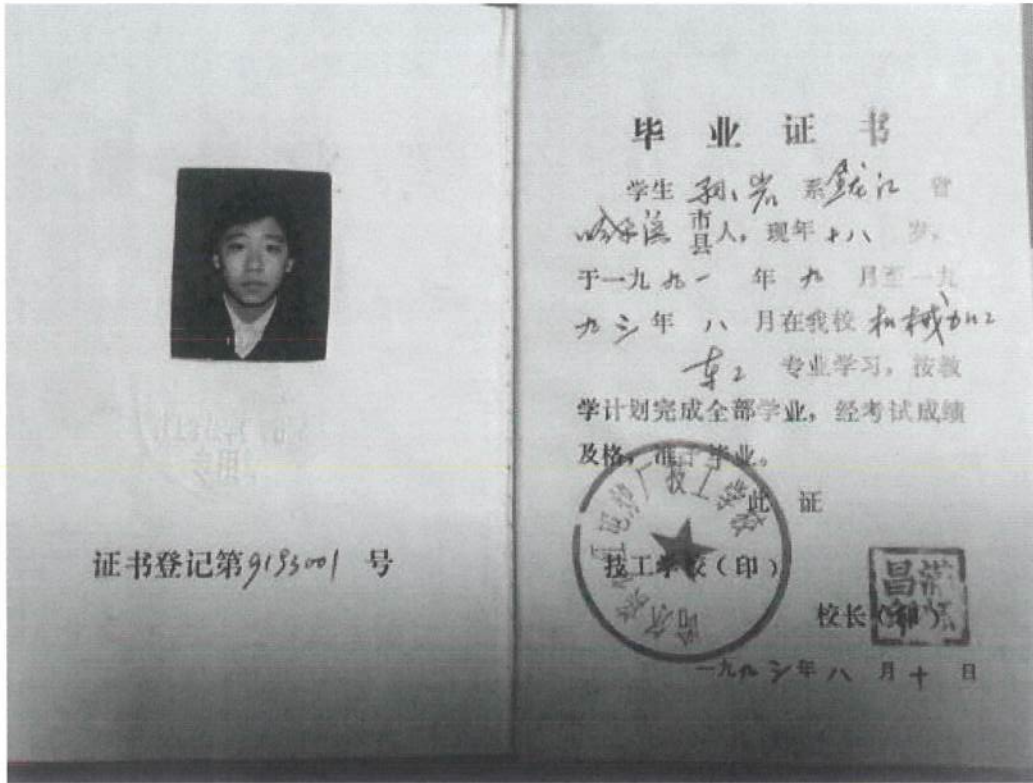 证书登记第9193001号
毕业证书
学生 孙岩 系 黑龙江 省
哈尔滨 市县人，现年十八岁，
于一九九一年九月至一九
九三年八月在我校机械加工
车工 专业学习，按教
学计划完成全部学业，经考试成绩
及格，准予毕业。
此证
技工学校（印）
校长（印）
一九九三年八月十日